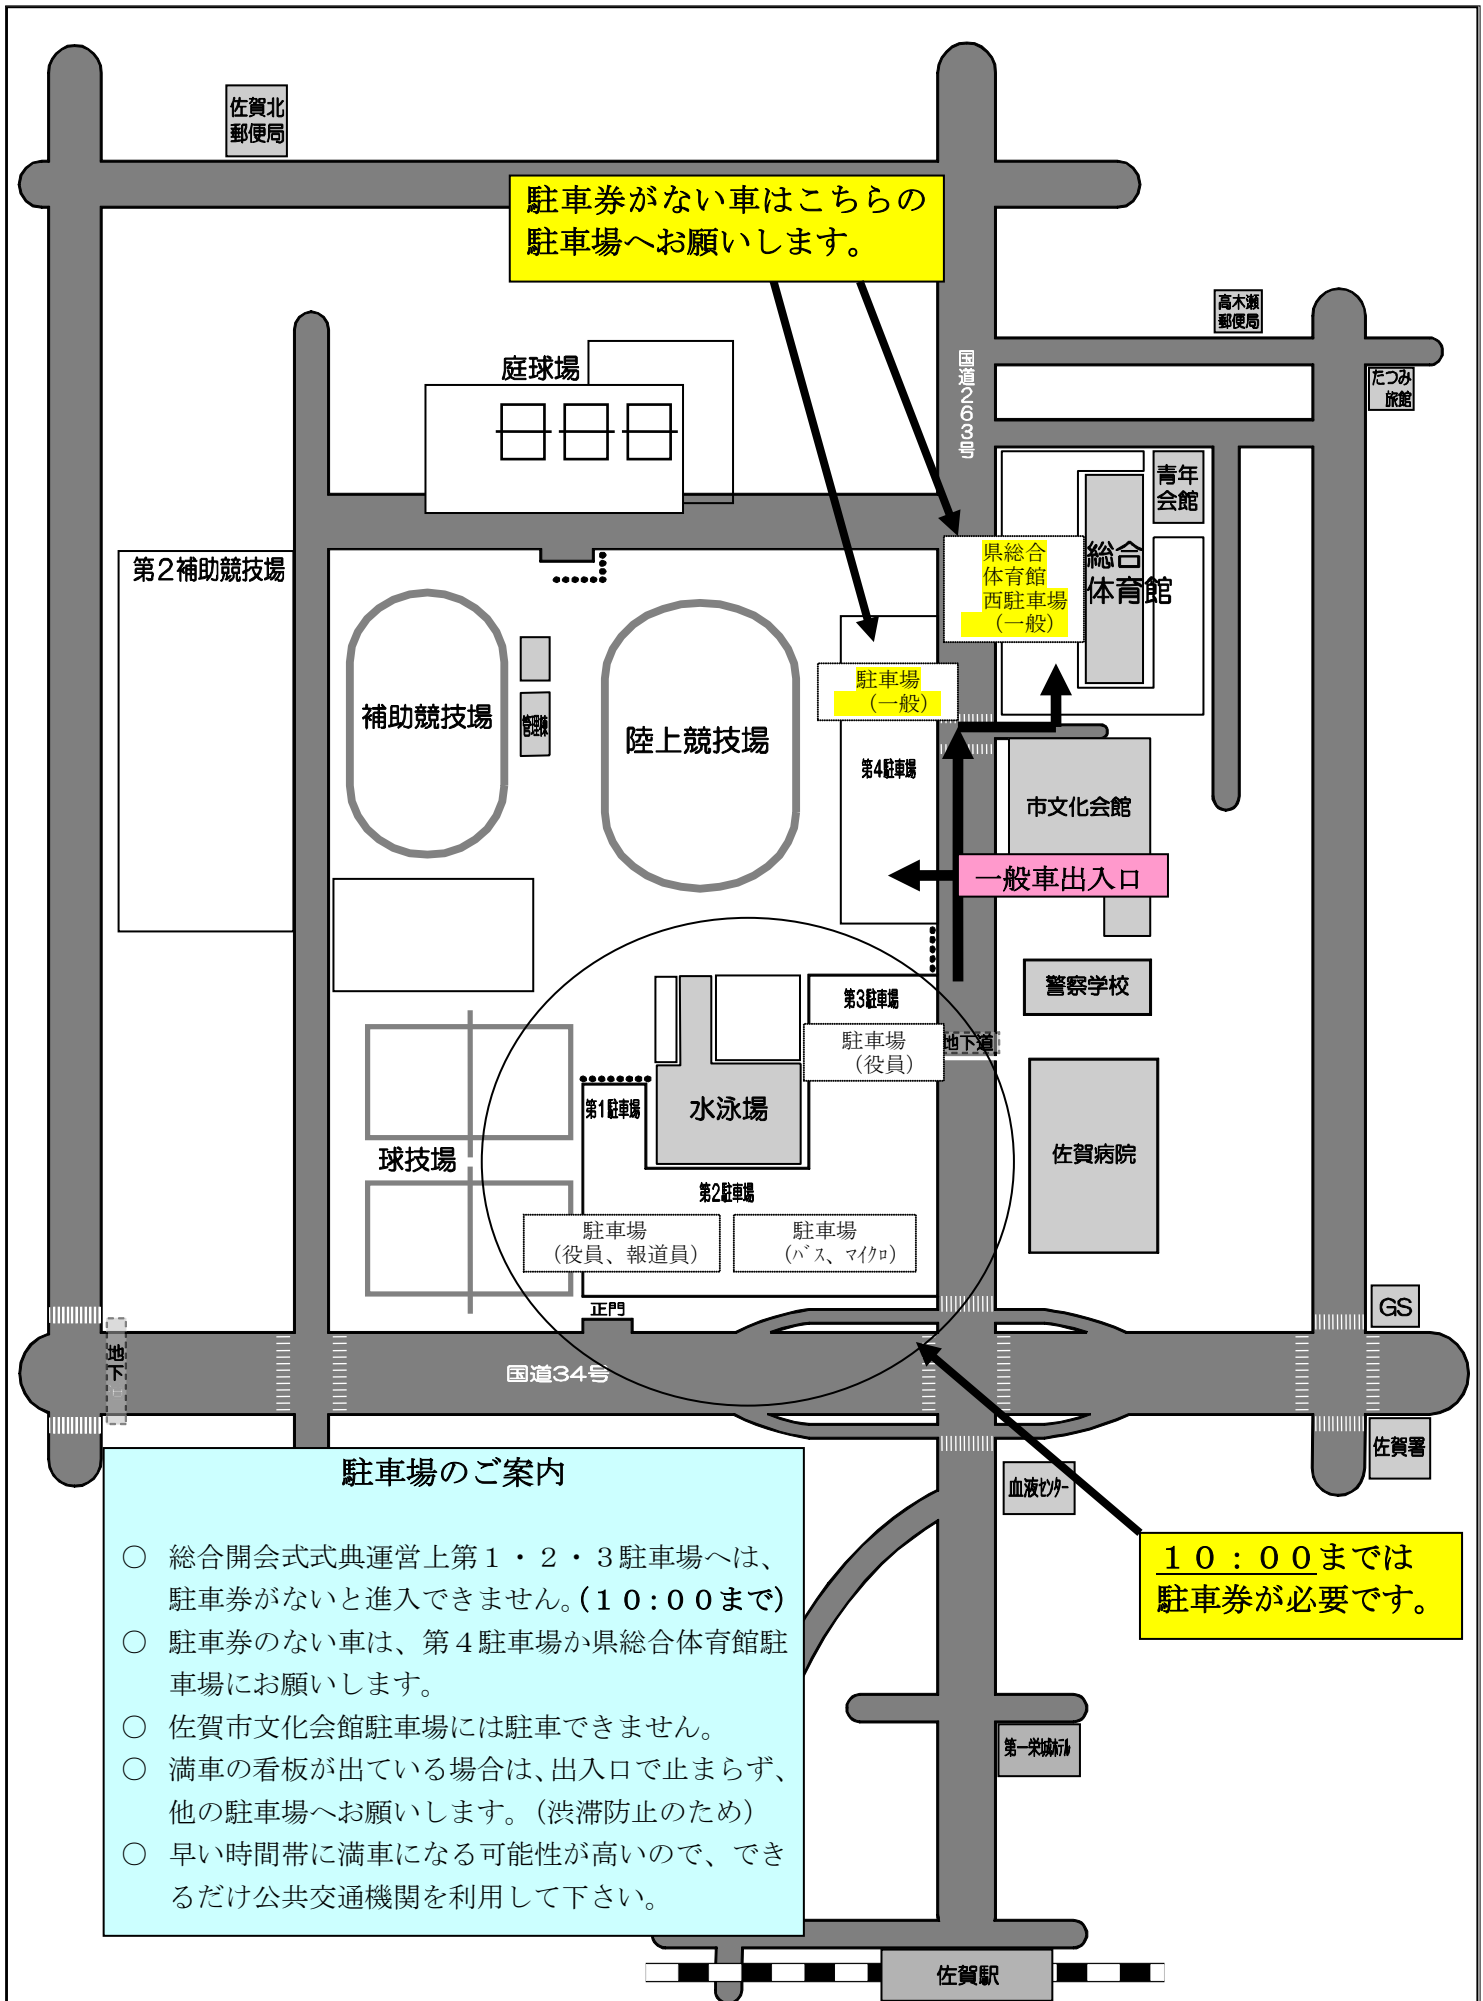 佐賀北
郵便局
駐車券がない車はこちらの
駐車場へお願いします。
高木瀬
郵便局
国道263号
たつみ
旅館
庭球場
青年
会館
総合
体育館
県総合
体育館
西駐車場
（一般）
第2補助競技場
駐車場
（一般）
補助競技場
管理棟
陸上競技場
第4駐車場
市文化会館
一般車出入口
警察学校
第3駐車場
駐車場
（役員）
地下道
第1駐車場
水泳場
球技場
佐賀病院
第2駐車場
駐車場
（役員、報道員）
駐車場
（ﾊﾞｽ、ﾏｲｸﾛ）
正門
GS
国道34号
佐賀署
血液ｾﾝﾀｰ
駐車場のご案内
○ 総合開会式式典運営上第１・２・３駐車場へは、
駐車券がないと進入できません。(１０:００まで)
○ 駐車券のない車は、第４駐車場か県総合体育館駐
車場にお願いします。
○ 佐賀市文化会館駐車場には駐車できません。
○ 満車の看板が出ている場合は、出入口で止まらず、
他の駐車場へお願いします。（渋滞防止のため）
○ 早い時間帯に満車になる可能性が高いので、でき
るだけ公共交通機関を利用して下さい。
１０：００までは
駐車券が必要です。
第一栄城ﾎﾃﾙ
佐賀駅